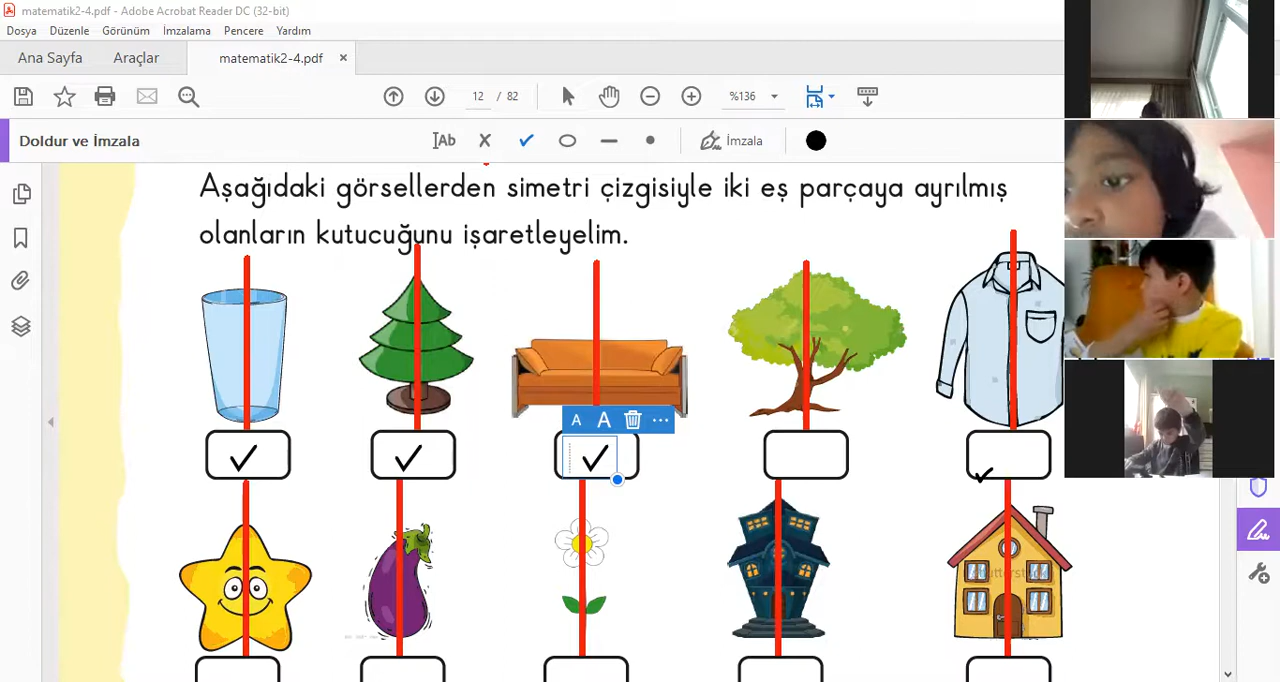 matematik2-4.pdf - Adobe Acrobat Reader DC (32-bit)
Dosya Düzenle Görünüm İmzalama Pencere Yardım
Ana Sayfa Araçlar matematik2-4.pdf ×
12 / 82 %136
Doldur ve İmzala Ab İmzala
Aşağıdaki görsellerden simetri çizgisiyle iki eş parçaya ayrılmış
olanların kutucuğunu işaretleyelim.
A A ...